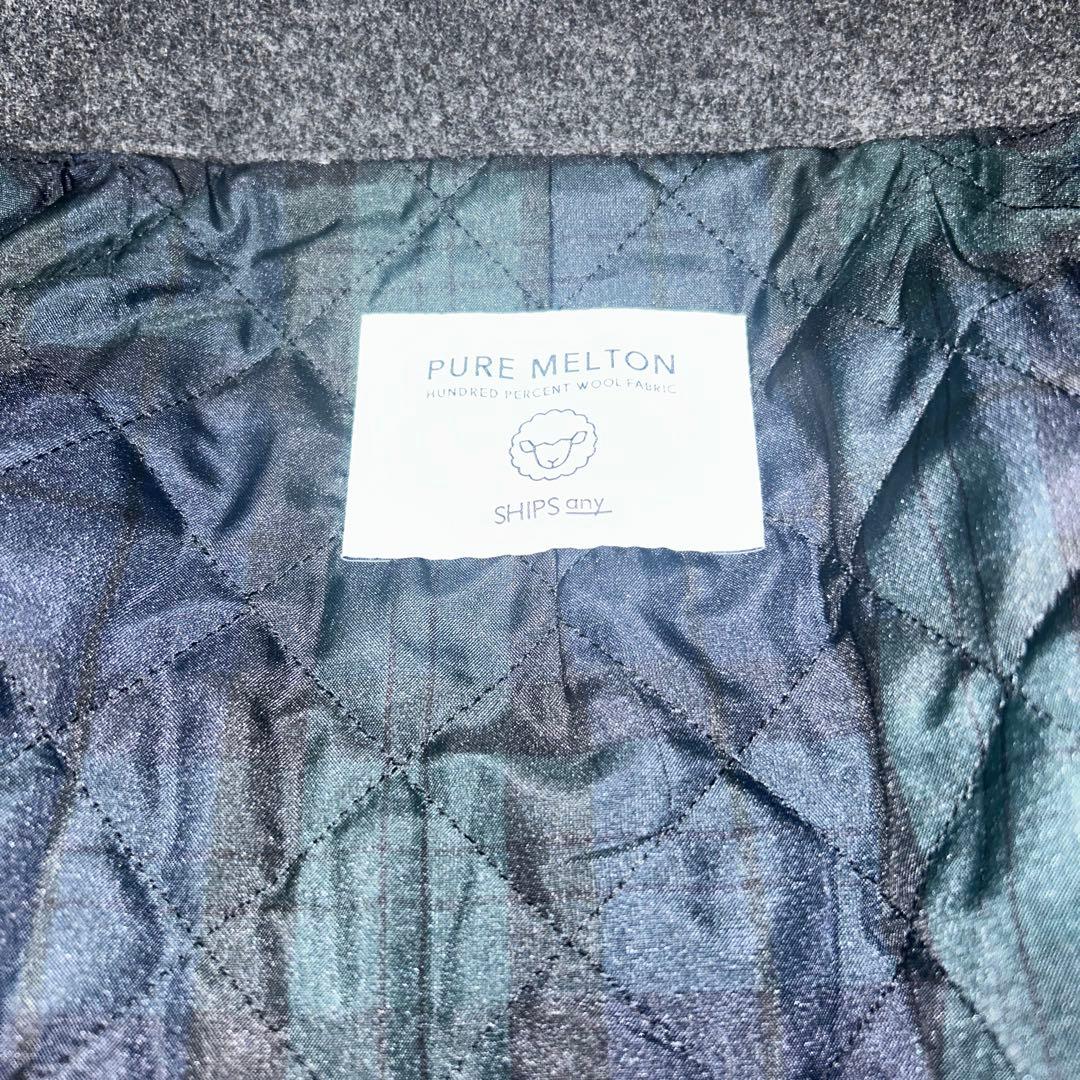 PURE MELTON
HUNDRED PERCENT WOOL FABRIC
SHIPS any